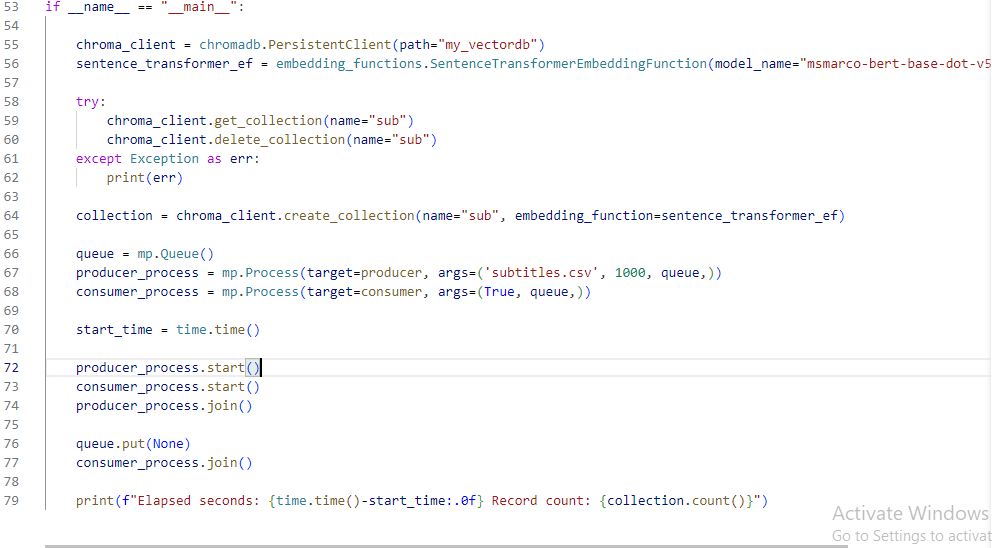 53 if __name__ == "__main__":
54
55 chroma_client = chromadb.PersistentClient(path="my_vectordb")
56 sentence_transformer_ef = embedding_functions.SentenceTransformerEmbeddingFunction(model_name="msmarco-bert-base-dot-v5
57
58 try:
59 chroma_client.get_collection(name="sub")
60 chroma_client.delete_collection(name="sub")
61 except Exception as err:
62 print(err)
63
64 collection = chroma_client.create_collection(name="sub", embedding_function=sentence_transformer_ef)
65
66 queue = mp.Queue()
67 producer_process = mp.Process(target=producer, args=('subtitles.csv', 1000, queue,))
68 consumer_process = mp.Process(target=consumer, args=(True, queue,))
69
70 start_time = time.time()
71
72 producer_process.start()
73 consumer_process.start()
74 producer_process.join()
75
76 queue.put(None)
77 consumer_process.join()
78
79 print(f"Elapsed seconds: {time.time()-start_time:.0f} Record count: {collection.count()}")
Activate Windows
Go to Settings to activat